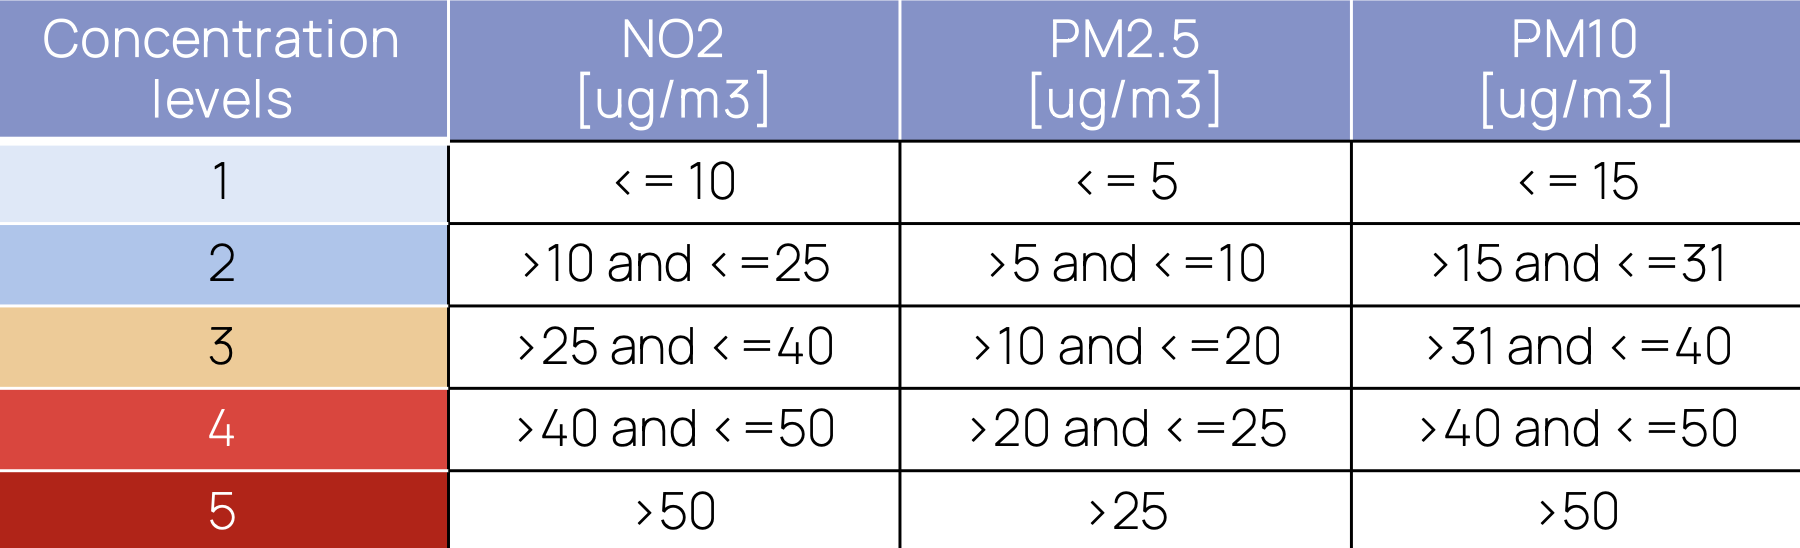 Concentration levels
NO2 [ug/m3]
PM2.5 [ug/m3]
PM10 [ug/m3]
1
<= 10
<= 5
<= 15
2
>10 and <=25
>5 and <=10
>15 and <=31
3
>25 and <=40
>10 and <=20
>31 and <=40
4
>40 and <=50
>20 and <=25
>40 and <=50
5
>50
>25
>50